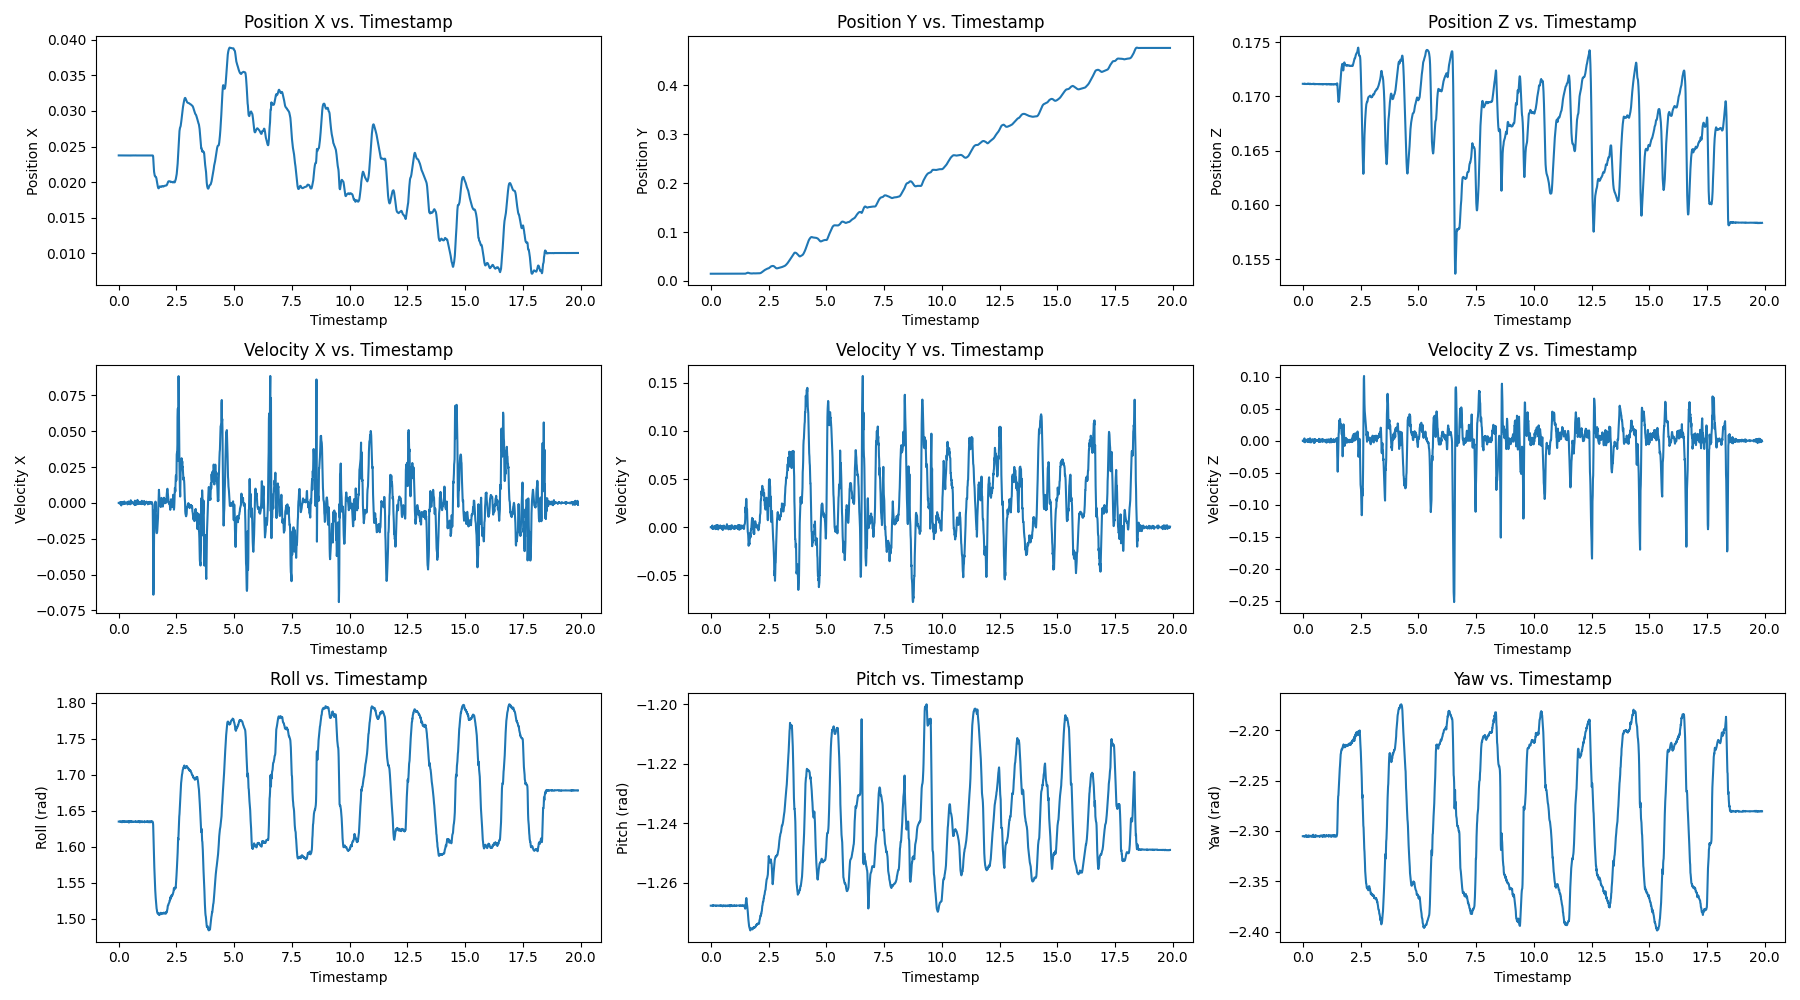 Position X vs. Timestamp
Position X
0.040
0.035
0.030
0.025
0.020
0.015
0.010
0.0 2.5 5.0 7.5 10.0 12.5 15.0 17.5 20.0
Timestamp
Position Y vs. Timestamp
Position Y
0.4
0.3
0.2
0.1
0.0
0.0 2.5 5.0 7.5 10.0 12.5 15.0 17.5 20.0
Timestamp
Position Z vs. Timestamp
Position Z
0.175
0.170
0.165
0.160
0.155
0.0 2.5 5.0 7.5 10.0 12.5 15.0 17.5 20.0
Timestamp
Velocity X vs. Timestamp
Velocity X
0.075
0.050
0.025
0.000
−0.025
−0.050
−0.075
0.0 2.5 5.0 7.5 10.0 12.5 15.0 17.5 20.0
Timestamp
Velocity Y vs. Timestamp
Velocity Y
0.15
0.10
0.05
0.00
−0.05
0.0 2.5 5.0 7.5 10.0 12.5 15.0 17.5 20.0
Timestamp
Velocity Z vs. Timestamp
Velocity Z
0.10
0.05
0.00
−0.05
−0.10
−0.15
−0.20
−0.25
0.0 2.5 5.0 7.5 10.0 12.5 15.0 17.5 20.0
Timestamp
Roll vs. Timestamp
Roll (rad)
1.80
1.75
1.70
1.65
1.60
1.55
1.50
0.0 2.5 5.0 7.5 10.0 12.5 15.0 17.5 20.0
Timestamp
Pitch vs. Timestamp
Pitch (rad)
−1.20
−1.22
−1.24
−1.26
0.0 2.5 5.0 7.5 10.0 12.5 15.0 17.5 20.0
Timestamp
Yaw vs. Timestamp
Yaw (rad)
−2.20
−2.25
−2.30
−2.35
−2.40
0.0 2.5 5.0 7.5 10.0 12.5 15.0 17.5 20.0
Timestamp